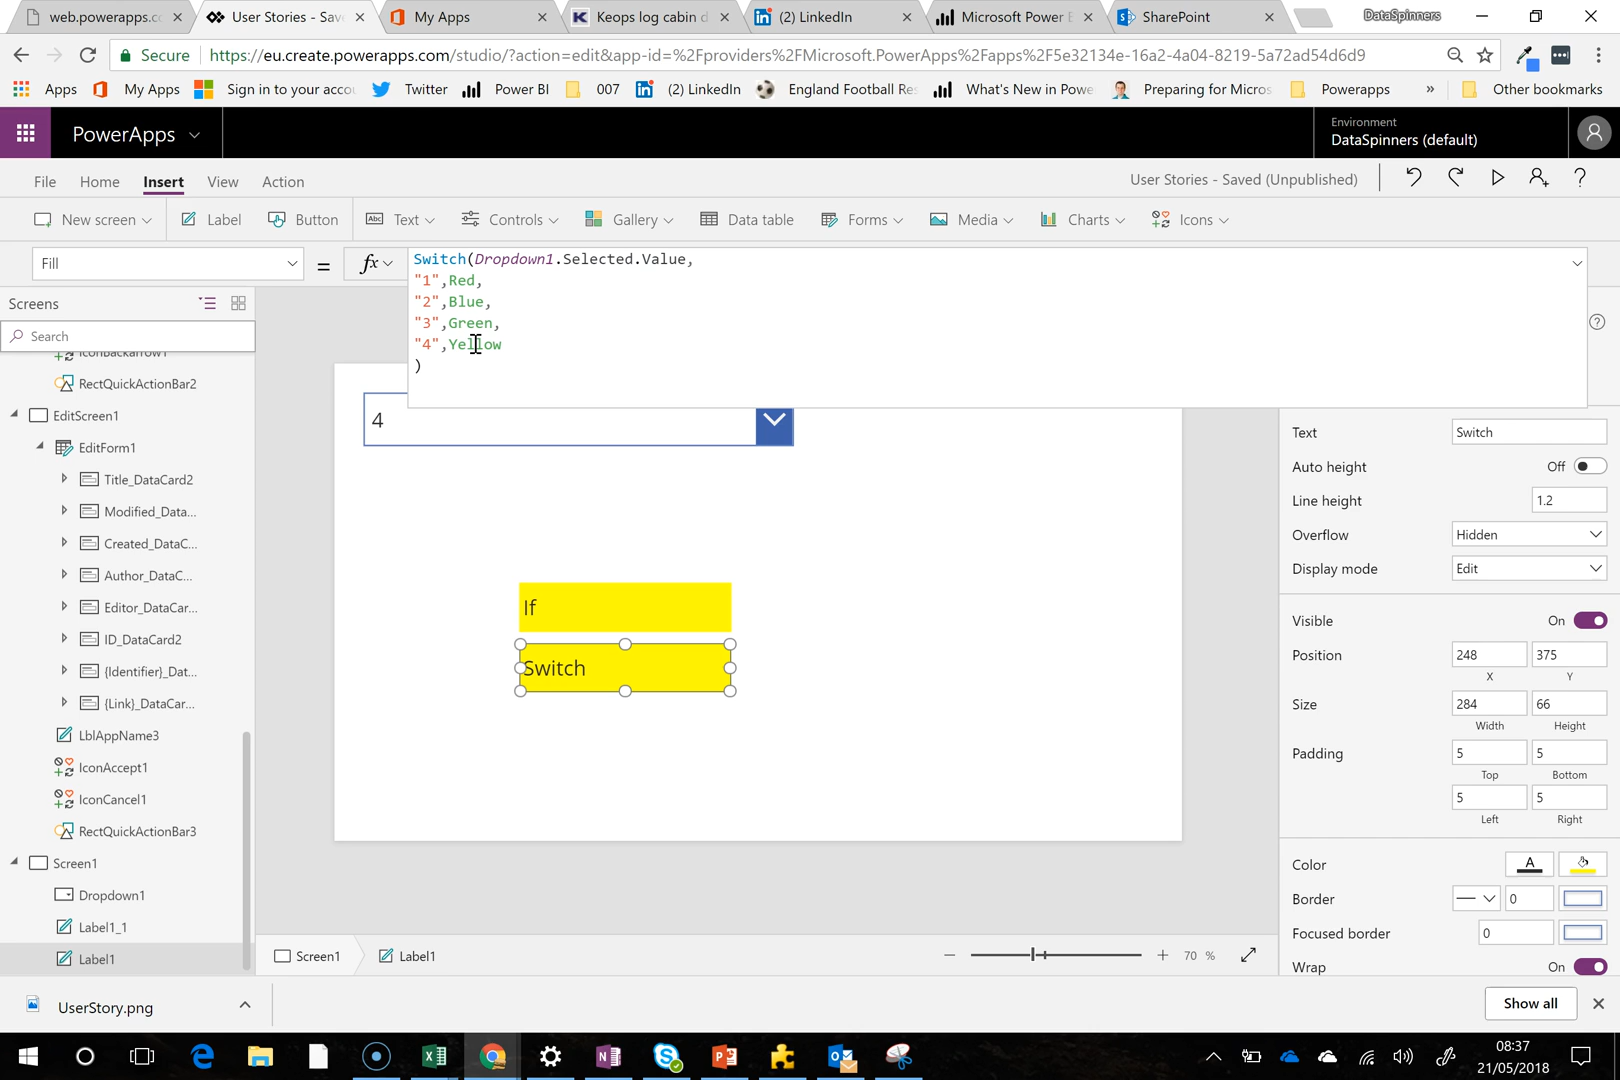 web.powerapps.co
User Stories - Save
My Apps
Keops log cabin d
(2) LinkedIn
Microsoft Power B
SharePoint
DataSpinners
Secure
https://eu.create.powerapps.com/studio/?action=edit&app-id=%2Fproviders%2FMicrosoft.PowerApps%2Fapps%2F5e32134e-16a2-4a04-8219-5a72ad54d6d9
Apps
My Apps
Sign in to your accou
Twitter
Power BI
007
(2) LinkedIn
England Football Re
What's New in Powe
Preparing for Micros
Powerapps
»
Other bookmarks
PowerApps
Environment
DataSpinners (default)
File
Home
Insert
View
Action
User Stories - Saved (Unpublished)
New screen
Label
Button
Text
Controls
Gallery
Data table
Forms
Media
Charts
Icons
Fill
=
fx
Switch(Dropdown1.Selected.Value,
"1",Red,
"2",Blue,
"3",Green,
"4",Yellow
)
Screens
Search
IconBackarrow1
RectQuickActionBar2
EditScreen1
EditForm1
Title_DataCard2
Modified_Data...
Created_DataC...
Author_DataC...
Editor_DataCar...
ID_DataCard2
{Identifier}_Dat...
{Link}_DataCar...
LblAppName3
IconAccept1
IconCancel1
RectQuickActionBar3
Screen1
Dropdown1
Label1_1
Label1
4
If
Switch
Text
Switch
Auto height
Off
Line height
1.2
Overflow
Hidden
Display mode
Edit
Visible
On
Position
248
375
X
Y
Size
284
66
Width
Height
Padding
5
5
Top
Bottom
5
5
Left
Right
Color
A
Border
0
Focused border
0
Wrap
On
Screen1
Label1
70 %
UserStory.png
Show all
08:37
21/05/2018